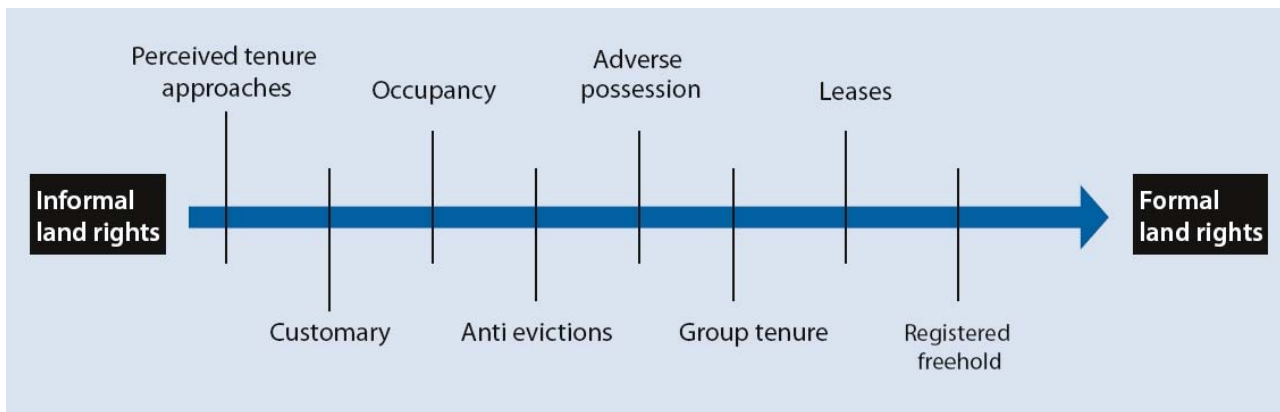 Perceived tenure
approaches
Occupancy
Adverse
possession
Leases
Informal
land rights
Formal
land rights
Customary
Anti evictions
Group tenure
Registered
freehold